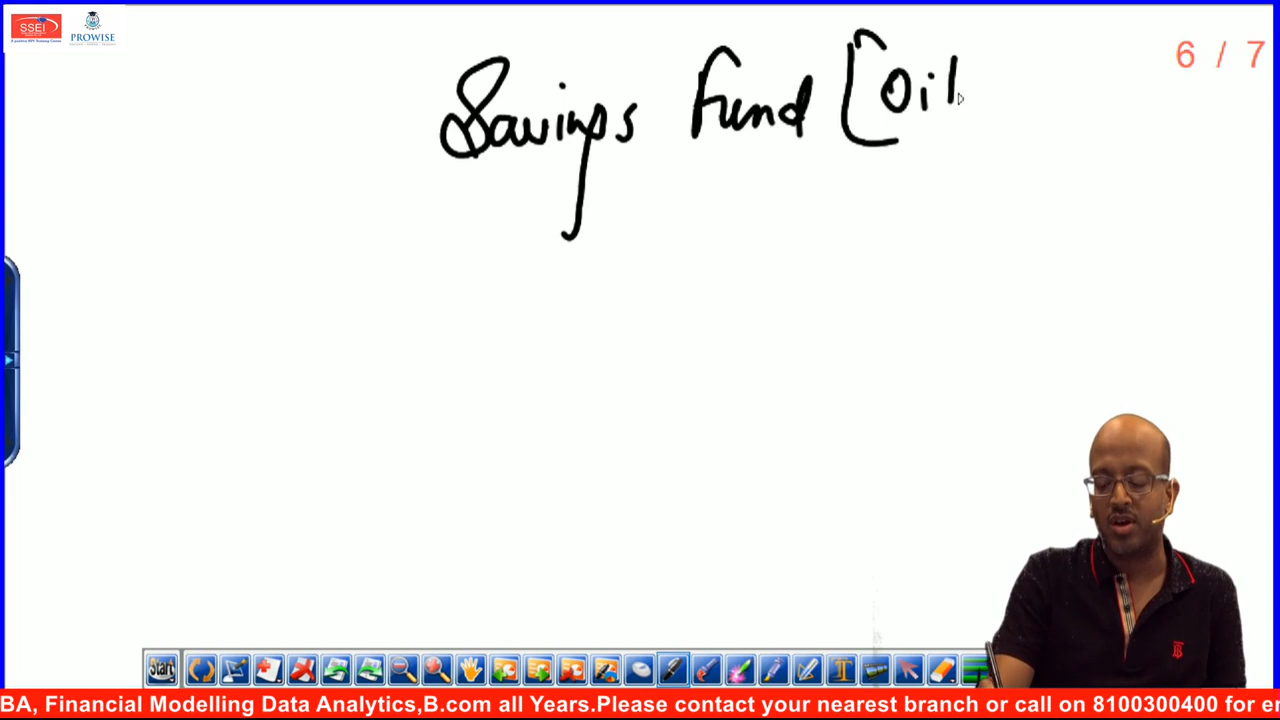 SSEI
PROWISE
6 / 7
Savings Fund [Oil
Start
BA, Financial Modelling Data Analytics,B.com all Years.Please contact your nearest branch or call on 8100300400 for en